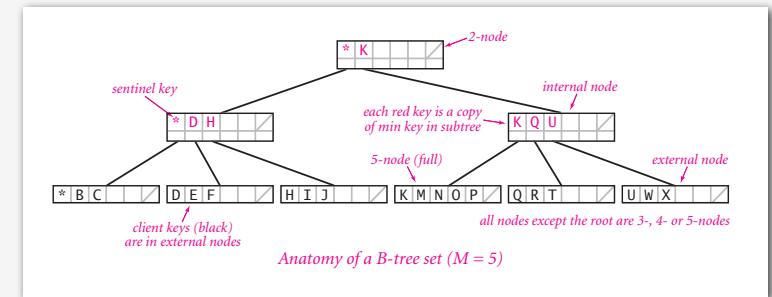 2-node
* K
sentinel key
internal node
* D H
each red key is a copy
of min key in subtree
K Q U
5-node (full)
external node
* B C
D E F
H I J
K M N O P
Q R T
U W X
client keys (black)
are in external nodes
all nodes except the root are 3-, 4- or 5-nodes
Anatomy of a B-tree set (M = 5)